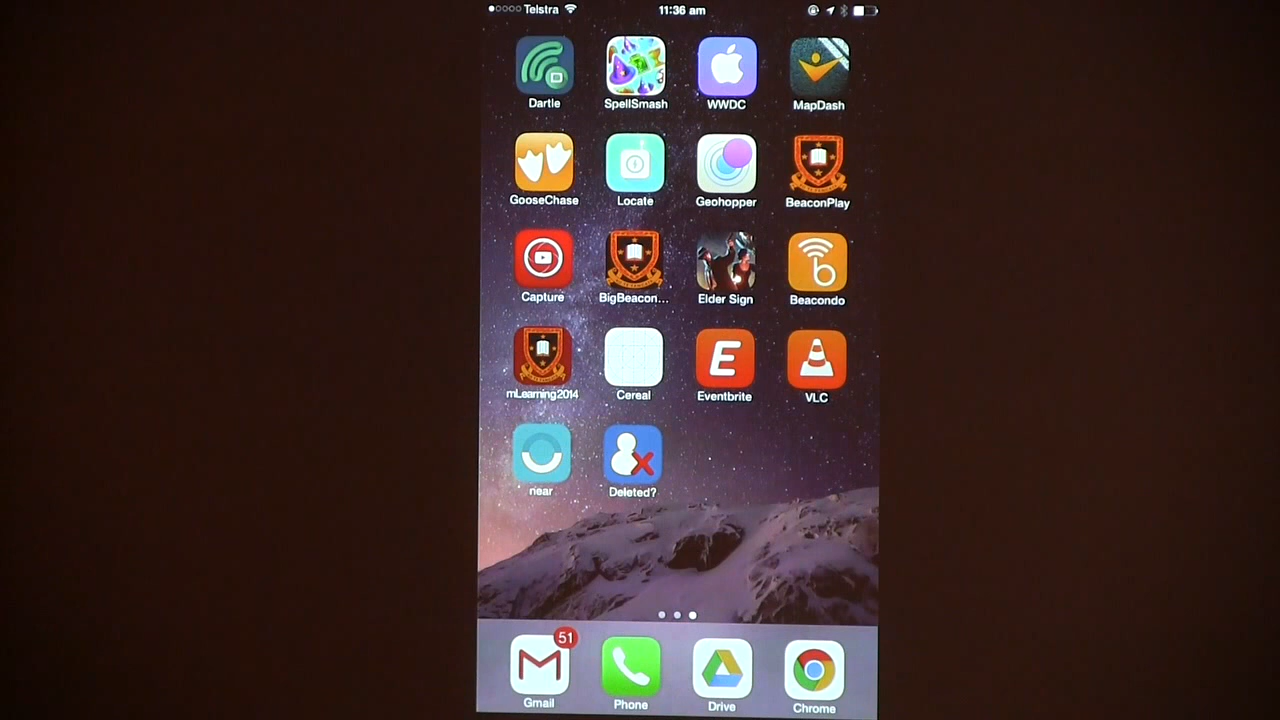 Telstra 11:36 am
Dartle SpellSmash WWDC MapDash
GooseChase Locate Geohopper BeaconPlay
Capture BigBeacon... Elder Sign Beacondo
mLearning2014 Cereal Eventbrite VLC
near Deleted?
51
Gmail Phone Drive Chrome